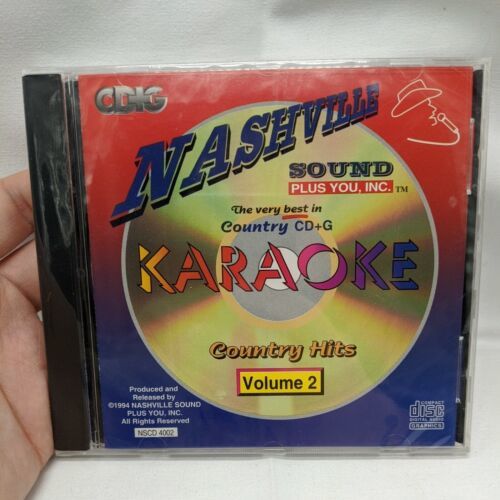 CD+G
NASHVILLE
SOUND
PLUS YOU, INC.™
The very best in
Country CD+G
KARAOKE
Country Hits
Volume 2
Produced and
Released by
©1994 NASHVILLE SOUND
PLUS YOU, INC.
All Rights Reserved
NSCD 4002
COMPACT
disc
DIGITAL AUDIO
GRAPHICS